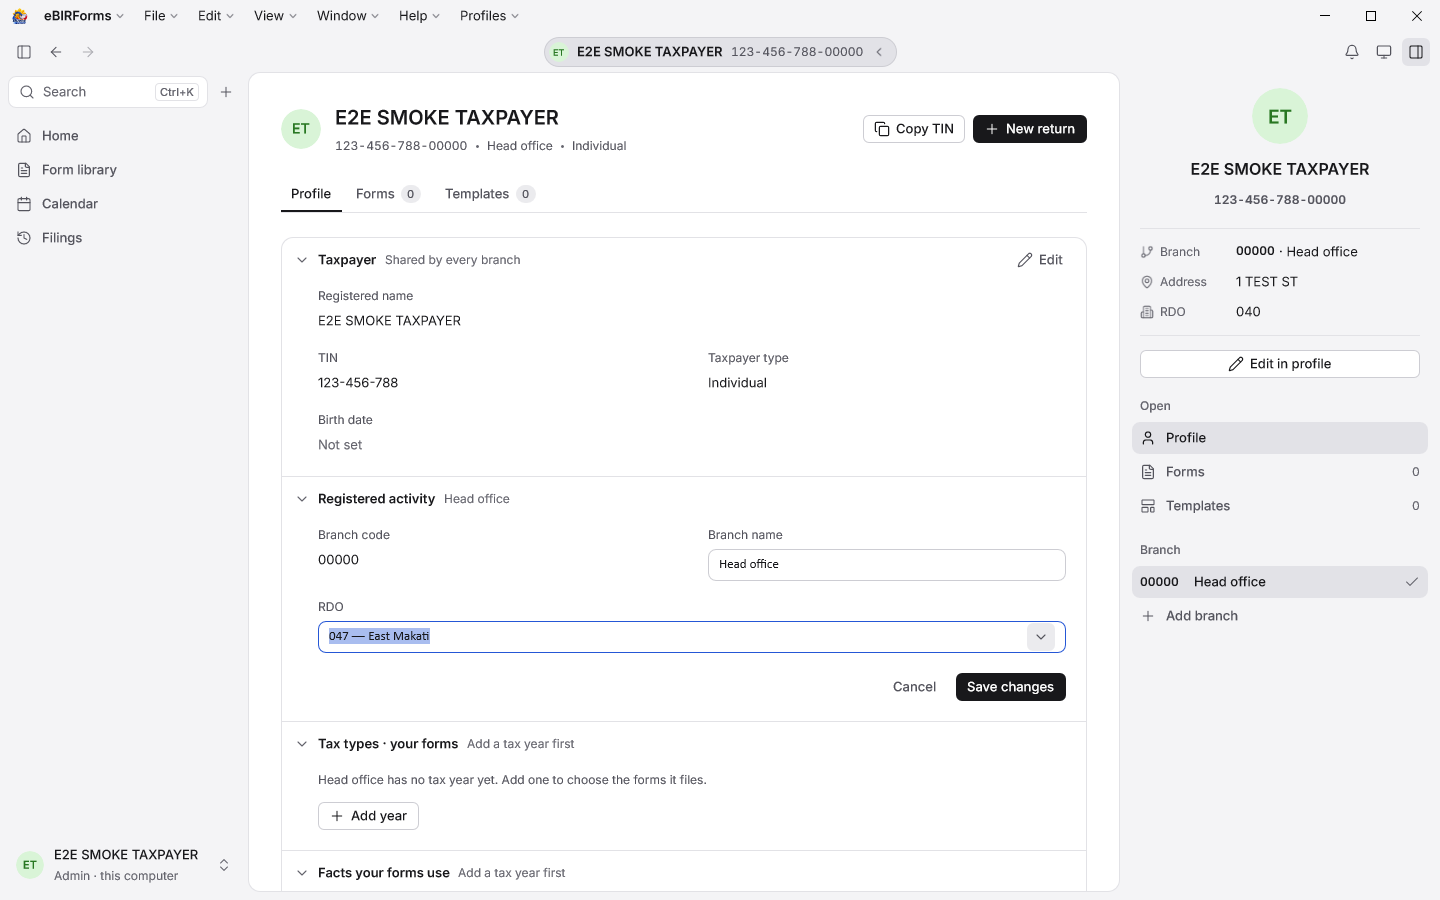 eBIRForms File Edit View Window Help Profiles
ET E2E SMOKE TAXPAYER 123-456-788-00000
Search Ctrl+K
Home
Form library
Calendar
Filings
ET E2E SMOKE TAXPAYER
Admin · this computer
ET E2E SMOKE TAXPAYER
123-456-788-00000 • Head office • Individual
Copy TIN New return
Profile Forms 0 Templates 0
Taxpayer Shared by every branch Edit
Registered name
E2E SMOKE TAXPAYER
TIN Taxpayer type
123-456-788 Individual
Birth date
Not set
Registered activity Head office
Branch code Branch name
00000 Head office
RDO
047 — East Makati
Cancel Save changes
Tax types · your forms Add a tax year first
Head office has no tax year yet. Add one to choose the forms it files.
Add year
Facts your forms use Add a tax year first
ET
E2E SMOKE TAXPAYER
123-456-788-00000
Branch 00000 · Head office
Address 1 TEST ST
RDO 040
Edit in profile
Open
Profile
Forms 0
Templates 0
Branch
00000 Head office
Add branch